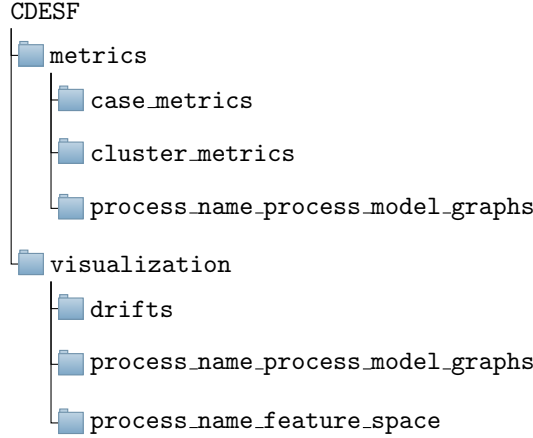 CDESF
metrics
case_metrics
cluster_metrics
process_name_process_model_graphs
visualization
drifts
process_name_process_model_graphs
process_name_feature_space